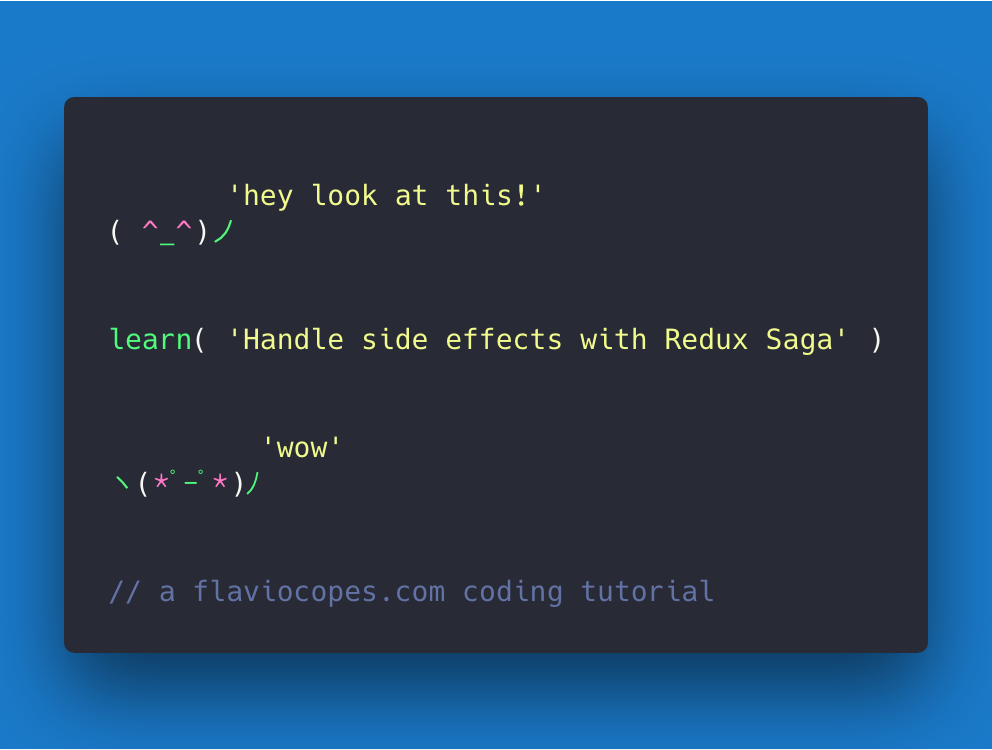 'hey look at this!'
( ^_^)ノ
learn( 'Handle side effects with Redux Saga' )
'wow'
ヽ(*ﾟｰﾟ*)ﾉ
// a flaviocopes.com coding tutorial